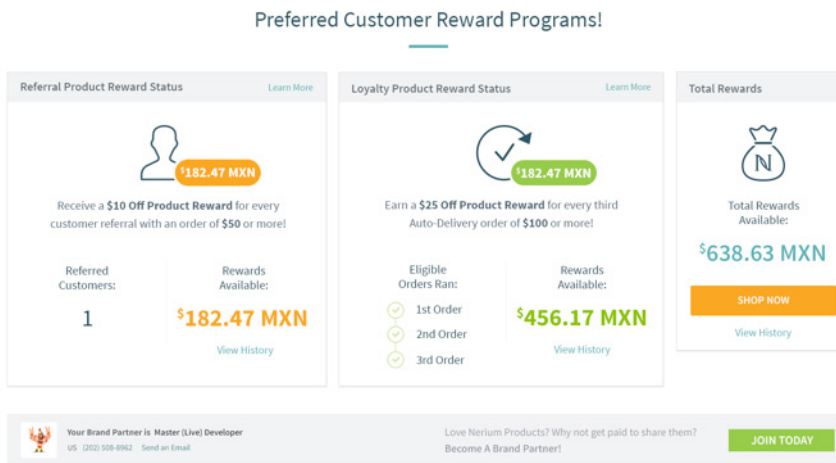 Preferred Customer Reward Programs!
Referral Product Reward Status
Learn More
$182.47 MXN
Receive a $10 Off Product Reward for every
customer referral with an order of $50 or more!
Referred
Customers:
1
Rewards
Available:
$182.47 MXN
View History
Loyalty Product Reward Status
Learn More
$182.47 MXN
Earn a $25 Off Product Reward for every third
Auto-Delivery order of $100 or more!
Eligible
Orders Ran:
1st Order
2nd Order
3rd Order
Rewards
Available:
$456.17 MXN
View History
Total Rewards
N
Total Rewards
Available:
$638.63 MXN
SHOP NOW
View History
Your Brand Partner is Master (Live) Developer
US (202) 508-8962 Send an Email
Love Nerium Products? Why not get paid to share them?
Become A Brand Partner!
JOIN TODAY